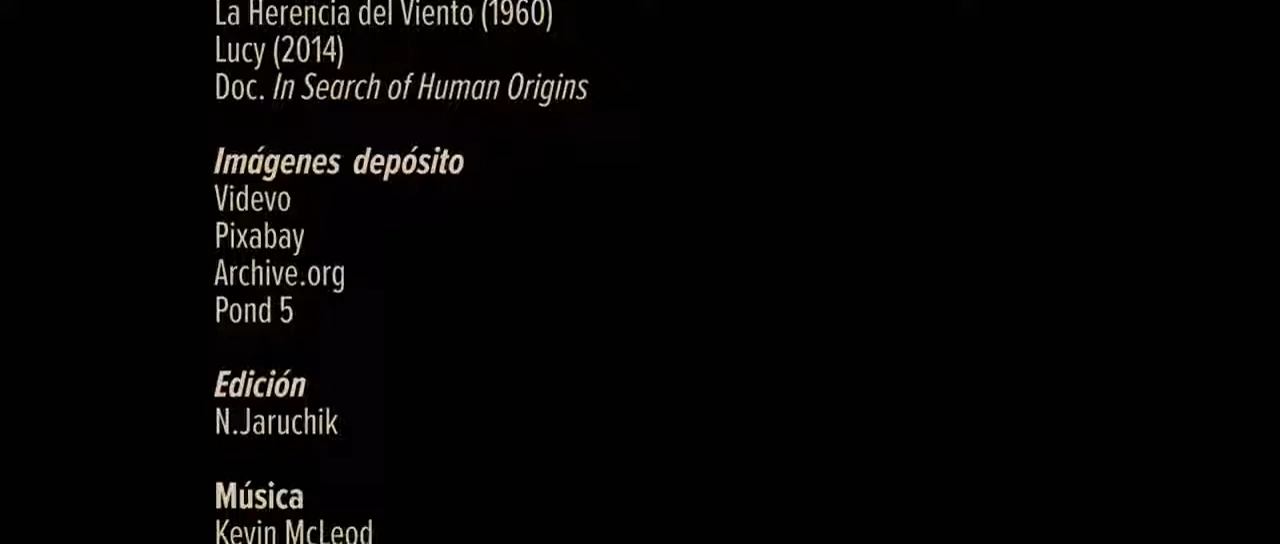 La Herencia del Viento (1960)
Lucy (2014)
Doc. In Search of Human Origins
Imágenes depósito
Videvo
Pixabay
Archive.org
Pond 5
Edición
N.Jaruchik
Música
Kevin McLeod